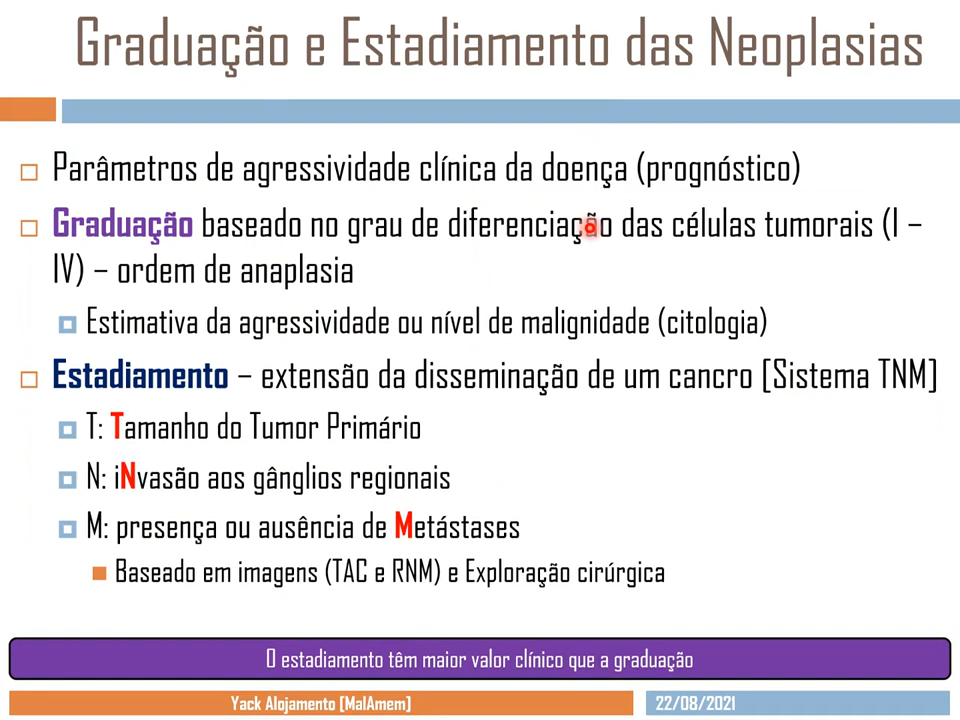 Graduação e Estadiamento das Neoplasias
Parâmetros de agressividade clínica da doença (prognóstico)
Graduação baseado no grau de diferenciação das células tumorais (I –
IV) – ordem de anaplasia
Estimativa da agressividade ou nível de malignidade (citologia)
Estadiamento – extensão da disseminação de um cancro [Sistema TNM]
T: Tamanho do Tumor Primário
N: iNvasão aos gânglios regionais
M: presença ou ausência de Metástases
Baseado em imagens (TAC e RNM) e Exploração cirúrgica
O estadiamento têm maior valor clínico que a graduação
Yack Alojamento [MalAmem]
22/08/2021